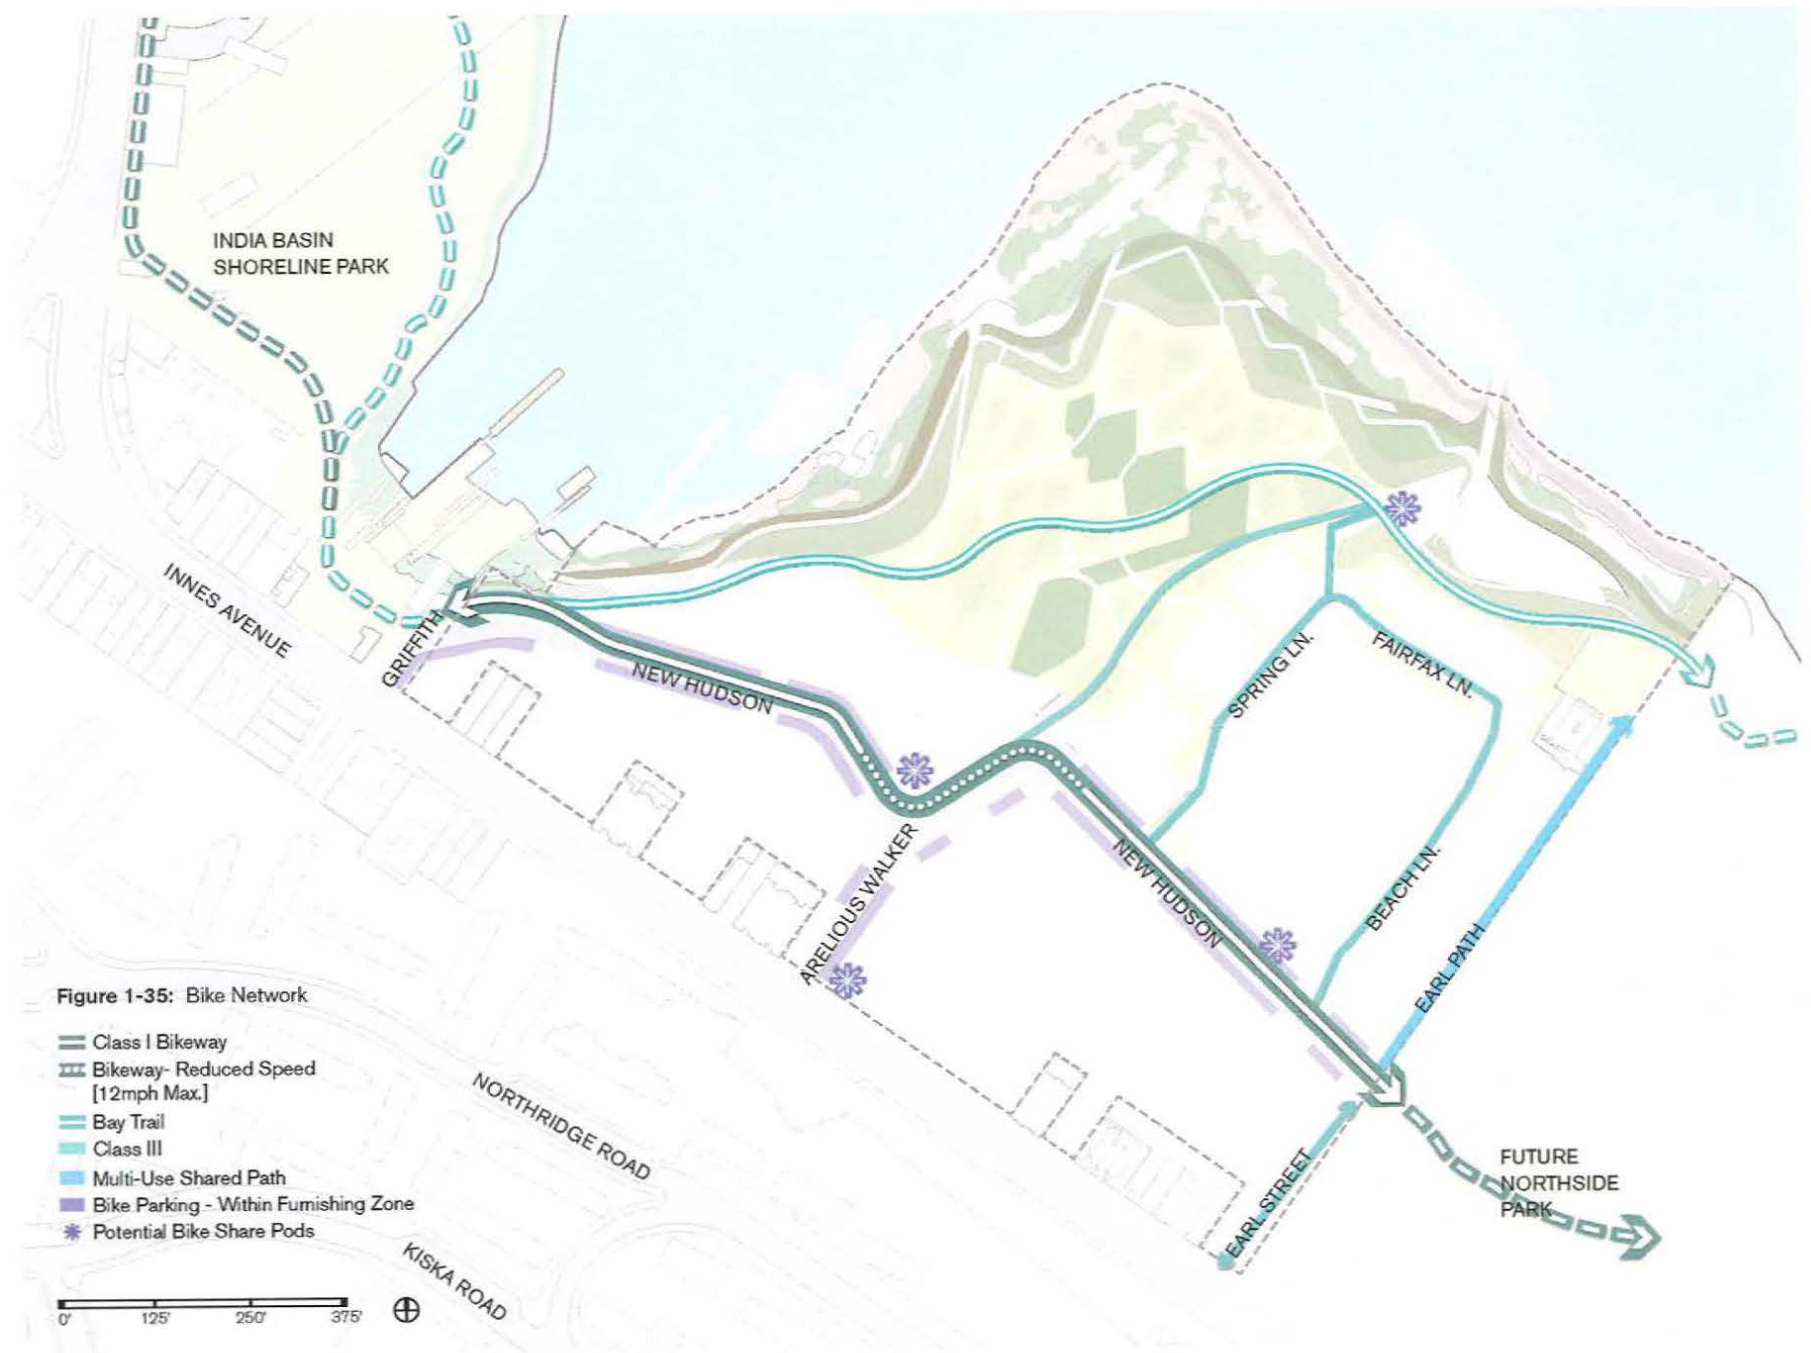 INDIA BASIN
SHORELINE PARK
INNES AVENUE
GRIFFITH
NEW HUDSON
SPRING LN.
FAIRFAX LN.
ARELIOUS WALKER
NEW HUDSON
BEACH LN.
EARL PATH
Figure 1-35: Bike Network
Class I Bikeway
Bikeway- Reduced Speed
[12mph Max.]
Bay Trail
Class III
Multi-Use Shared Path
Bike Parking - Within Furnishing Zone
Potential Bike Share Pods
NORTHRIDGE ROAD
KISKA ROAD
EARL STREET
FUTURE
NORTHSIDE
PARK
0' 125' 250' 375'